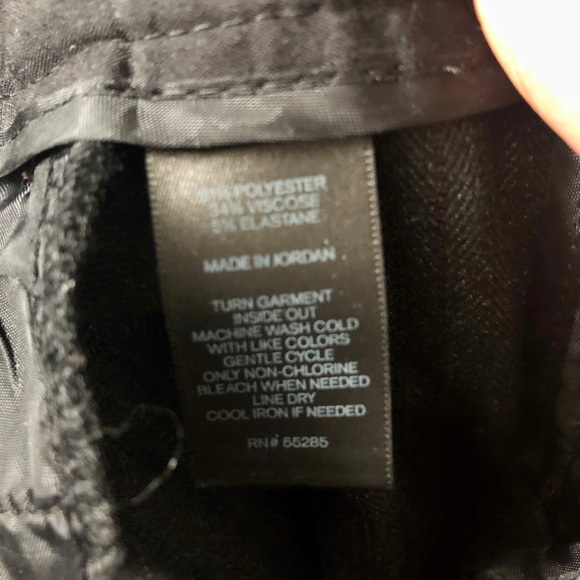 POLYESTER
VISCOSE
5% ELASTANE
MADE IN JORDAN
TURN GARMENT
INSIDE OUT
MACHINE WASH COLD
WITH LIKE COLORS
GENTLE CYCLE
ONLY NON-CHLORINE
BLEACH WHEN NEEDED
LINE DRY
COOL IRON IF NEEDED
RN# 55285